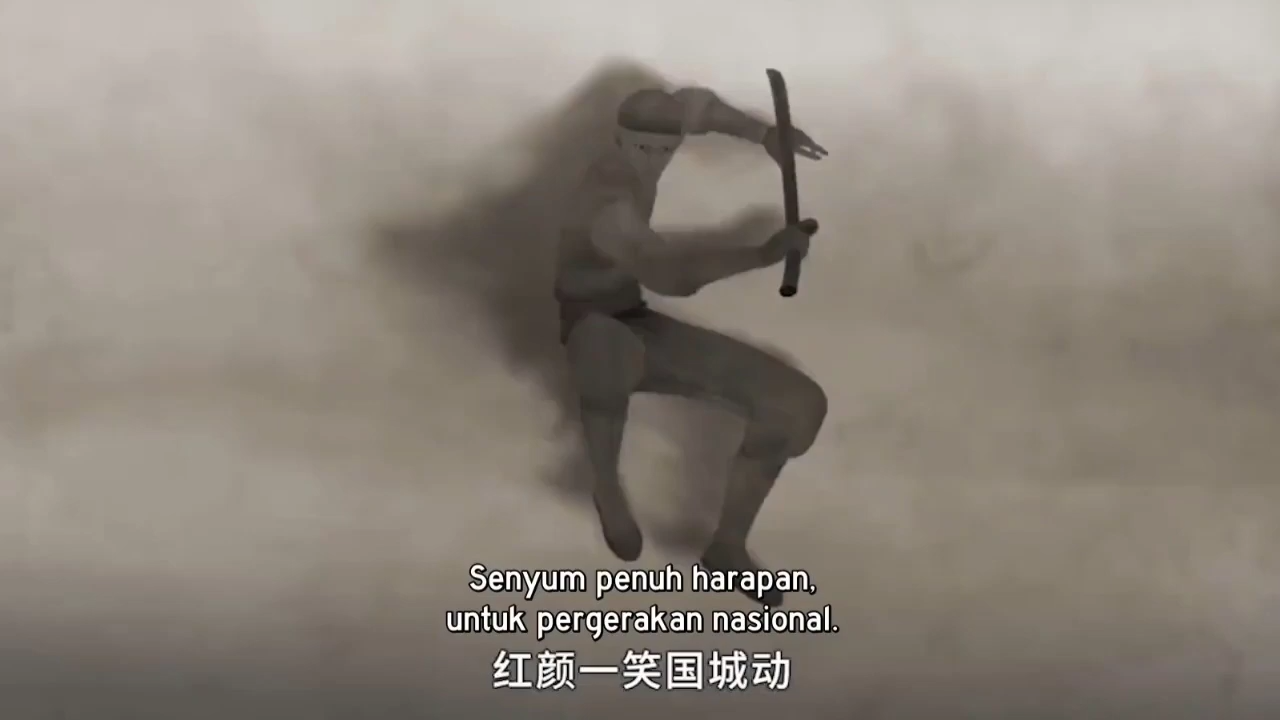 Senyum penuh harapan,
untuk pergerakan nasional.
红颜一笑国城动